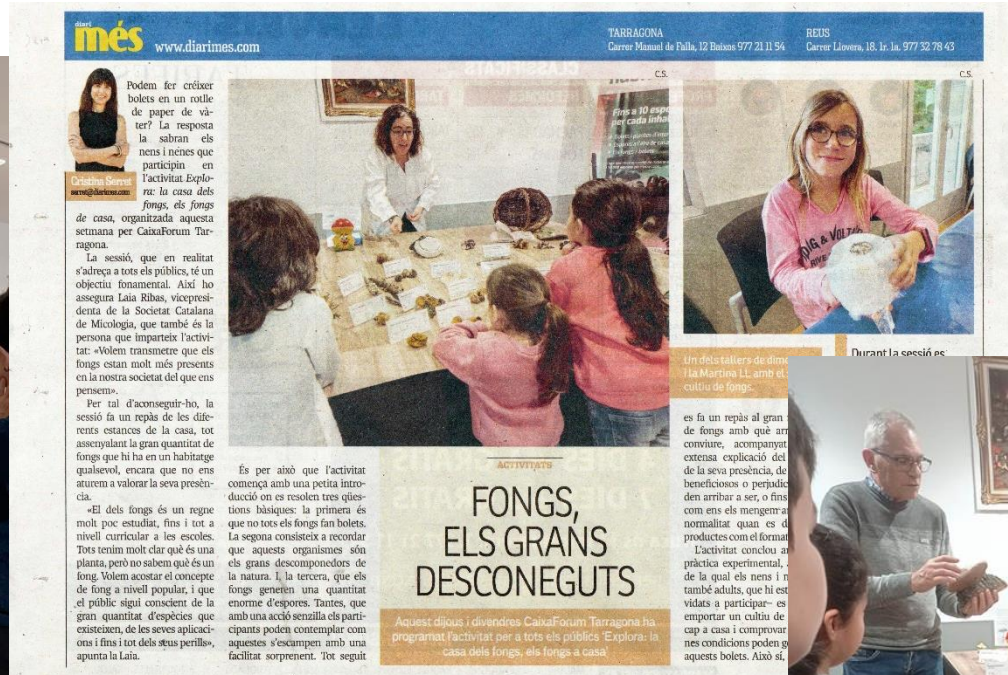 diari
més
www.diarimes.com
TARRAGONA
Carrer Manuel de Falla, 12 Baixos 977 21 11 54
REUS
Carrer Llovera, 18. 1r. 1a. 977 32 78 43
C.S.
C.S.
Cristina Serret
serret@diarimes.com
Podem fer créixer
bolets en un rotlle
de paper de và-
ter? La resposta
la sabran els
nens i nenes que
participin en
l'activitat Explo-
ra: la casa dels
fongs, els fongs
de casa, organitzada aquesta
setmana per CaixaForum Tar-
ragona.
La sessió, que en realitat
s'adreça a tots els públics, té un
objectiu fonamental. Així ho
assegura Laia Ribas, vicepresi-
denta de la Societat Catalana
de Micologia, que també és la
persona que imparteix l'activi-
tat: «Volem transmetre que els
fongs estan molt més presents
en la nostra societat del que ens
pensem».
Per tal d'aconseguir-ho, la
sessió fa un repàs de les dife-
rents estances de la casa, tot
assenyalant la gran quantitat de
fongs que hi ha en un habitatge
qualsevol, encara que no ens
aturem a valorar la seva presèn-
cia.
«El dels fongs és un regne
molt poc estudiat, fins i tot a
nivell curricular a les escoles.
Tots tenim molt clar què és una
planta, però no sabem què és un
fong. Volem acostar el concepte
de fong a nivell popular, i que
el públic sigui conscient de la
gran quantitat d'espècies que
existeixen, de les seves aplicaci-
ons i fins i tot dels seus perills»,
apunta la Laia.
És per això que l'activitat
comença amb una petita intro-
ducció on es resolen tres qües-
tions bàsiques: la primera és
que no tots els fongs fan bolets.
La segona consisteix a recordar
que aquests organismes són
els grans descomponedors de
la natura. I, la tercera, que els
fongs generen una quantitat
enorme d'espores. Tantes, que
amb una acció senzilla els parti-
cipants poden contemplar com
aquestes s'escampen amb una
facilitat sorprenent. Tot seguit
Fins a 10 espo
per cada inhal
ACTIVITATS
FONGS,
ELS GRANS
DESCONEGUTS
Aquest dijous i divendres CaixaForum Tarragona ha
programat l'activitat per a tots els públics 'Explora: la
casa dels fongs, els fongs a casa'
Un dels tallers de dime
i la Martina Ll. amb el s
cultiu de fongs.
Durant la sessió es
es fa un repàs al gran
de fongs amb què arr
conviure, acompanyat
extensa explicació del
de la seva presència, de
beneficiosos o perjudic
den arribar a ser, o fins
com ens els mengem a
normalitat quan es d
productes com el format
L'activitat conclou a
pràctica experimental,
de la qual els nens i n
també adults, que hi est
vidats a participar– es
emportar un cultiu de
cap a casa i comprovar
nes condicions poden g
aquests bolets. Això sí,